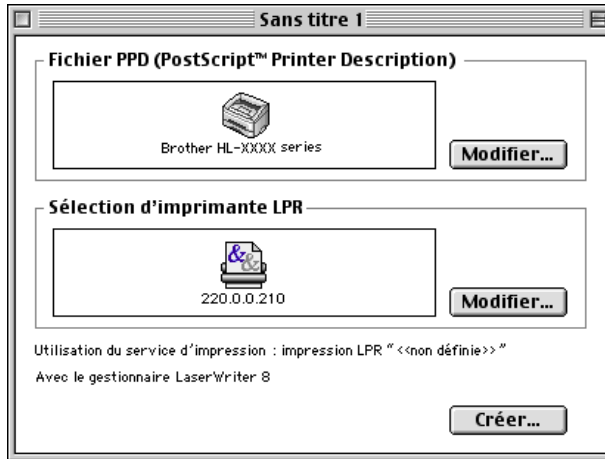 Sans titre 1
Fichier PPD (PostScript™ Printer Description)
Brother HL-XXXX series
Modifier...
Sélection d'imprimante LPR
220.0.0.210
Modifier...
Utilisation du service d'impression : impression LPR " <<non définie>> "
Avec le gestionnaire LaserWriter 8
Créer...